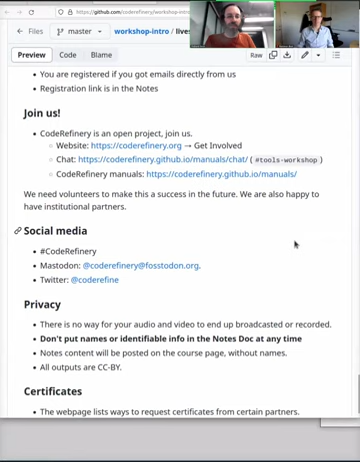 https://github.com/coderefinery/workshop-intro
Files
master
workshop-intro / lives
Preview
Code
Blame
Raw
• You are registered if you got emails directly from us
• Registration link is in the Notes
Join us!
• CodeRefinery is an open project, join us.
○ Website: https://coderefinery.org → Get Involved
○ Chat: https://coderefinery.github.io/manuals/chat/ ( #tools-workshop )
○ CodeRefinery manuals: https://coderefinery.github.io/manuals/
We need volunteers to make this a success in the future. We are also happy to
have institutional partners.
Social media
• #CodeRefinery
• Mastodon: @coderefinery@fosstodon.org.
• Twitter: @coderefine
Privacy
• There is no way for your audio and video to end up broadcasted or recorded.
• Don't put names or identifiable info in the Notes Doc at any time
• Notes content will be posted on the course page, without names.
• All outputs are CC-BY.
Certificates
• The webpage lists ways to request certificates from certain partners.